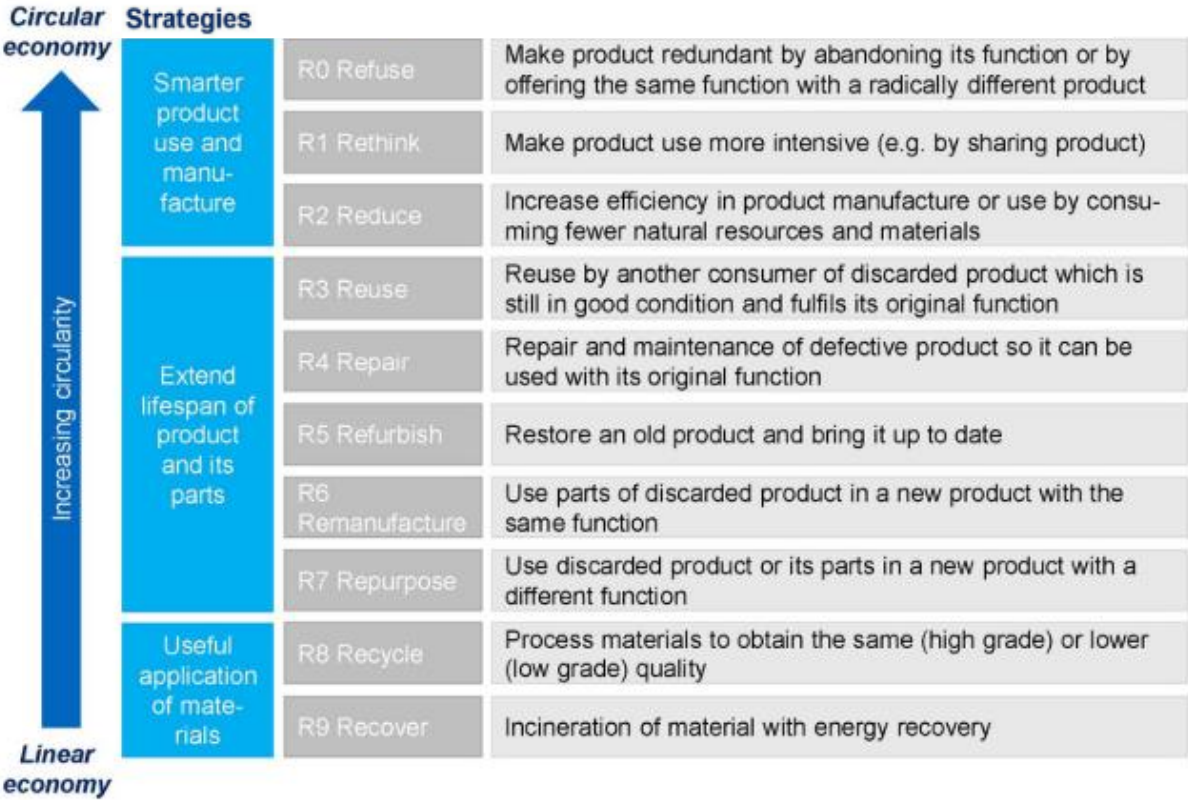 Circular
economy
Strategies
Smarter
product
use and
manu-
facture
R0 Refuse
Make product redundant by abandoning its function or by
offering the same function with a radically different product
R1 Rethink
Make product use more intensive (e.g. by sharing product)
R2 Reduce
Increase efficiency in product manufacture or use by consu-
ming fewer natural resources and materials
Increasing circularity
Extend
lifespan of
product
and its
parts
R3 Reuse
Reuse by another consumer of discarded product which is
still in good condition and fulfils its original function
R4 Repair
Repair and maintenance of defective product so it can be
used with its original function
R5 Refurbish
Restore an old product and bring it up to date
R6
Remanufacture
Use parts of discarded product in a new product with the
same function
R7 Repurpose
Use discarded product or its parts in a new product with a
different function
Useful
application
of mate-
rials
R8 Recycle
Process materials to obtain the same (high grade) or lower
(low grade) quality
R9 Recover
Incineration of material with energy recovery
Linear
economy